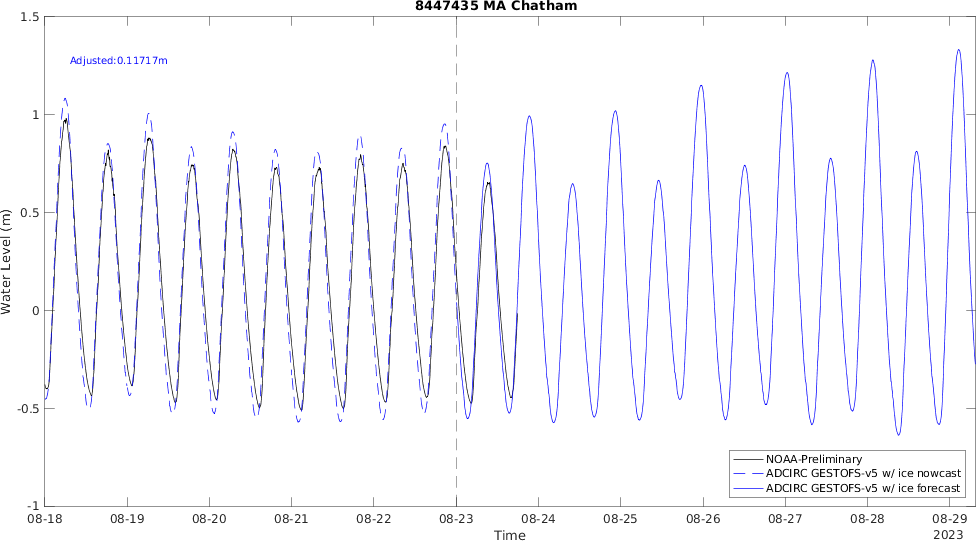 8447435 MA Chatham
1.5
Adjusted:0.11717m
1
0.5
Water Level (m)
0
-0.5
NOAA-Preliminary
ADCIRC GESTOFS-v5 w/ ice nowcast
ADCIRC GESTOFS-v5 w/ ice forecast
-1
08-18 08-19 08-20 08-21 08-22 08-23 08-24 08-25 08-26 08-27 08-28 08-29
Time 2023